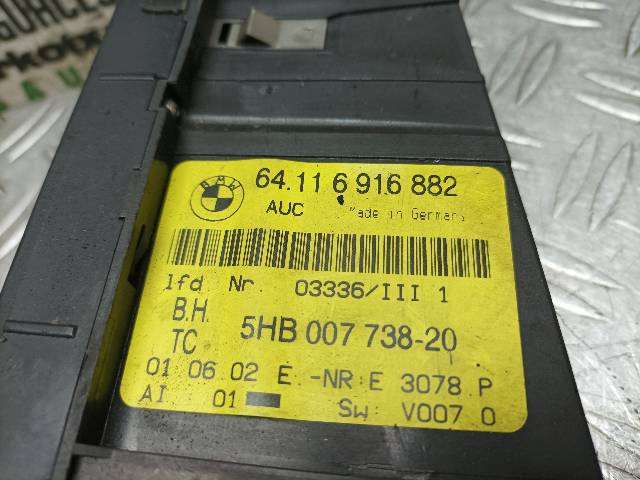 BMW
64.11 6 916 882
AUC Made in Germany
lfd. Nr. 03336/III 1
B.H.
TC 5HB 007 738-20
01 06 02 E -NR: E 3078 P
AI. 01 SW: V007 0